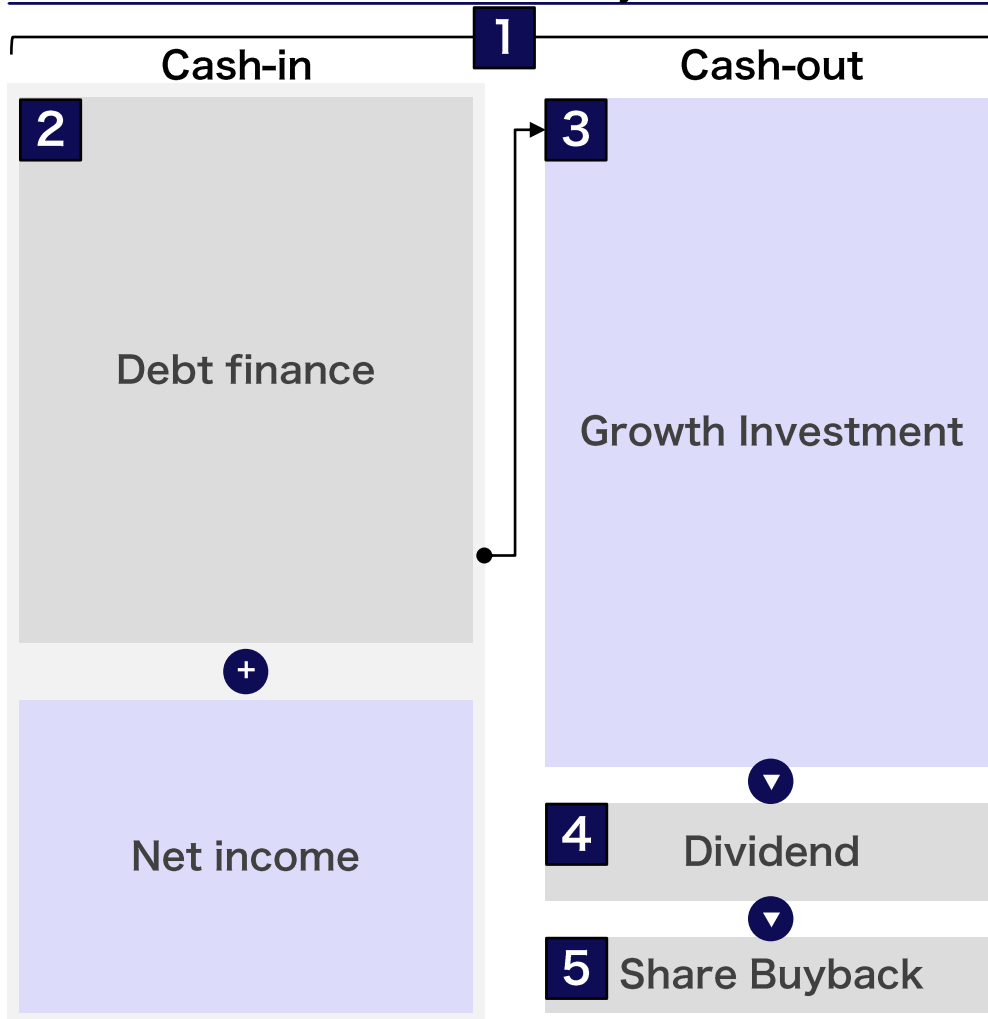 1
Cash-in
Cash-out
2
Debt finance
+
Net income
3
Growth Investment
4
Dividend
5
Share Buyback